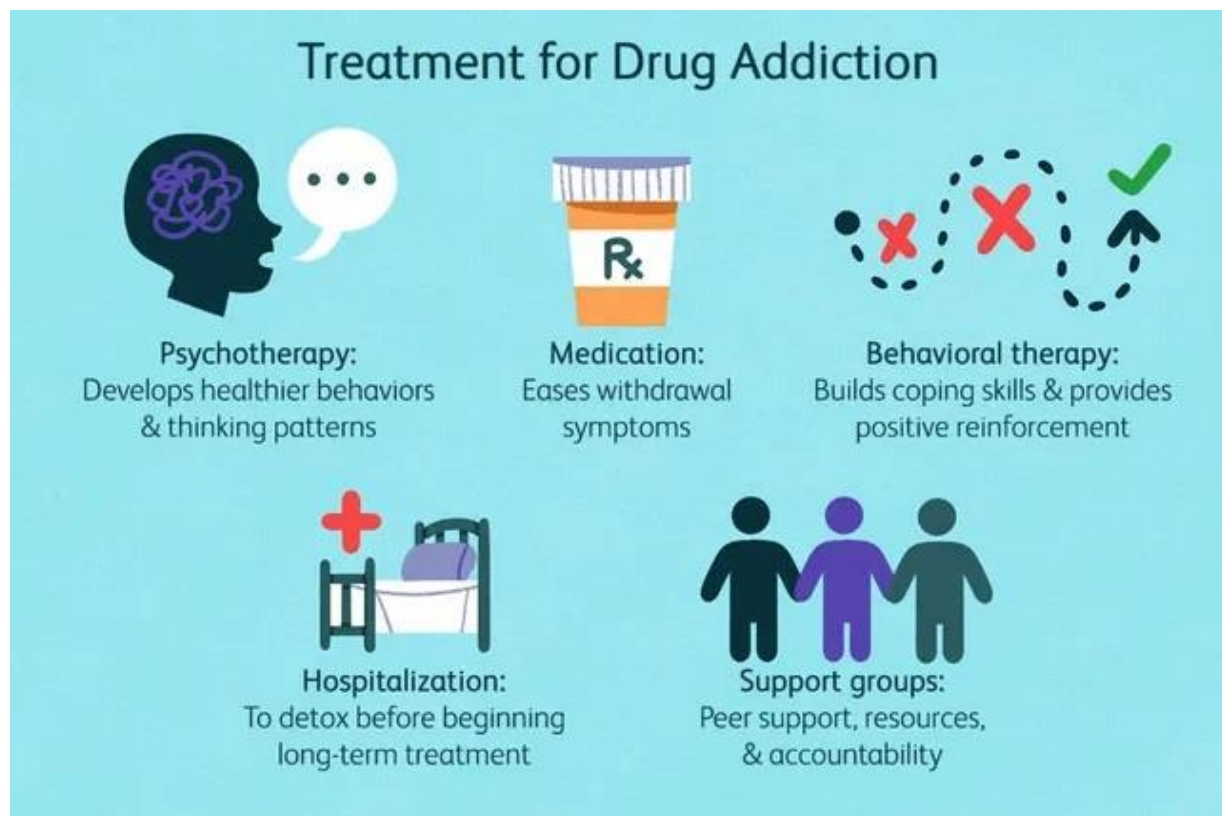 Treatment for Drug Addiction
Rx
Psychotherapy:
Develops healthier behaviors
& thinking patterns
Medication:
Eases withdrawal
symptoms
Behavioral therapy:
Builds coping skills & provides
positive reinforcement
Hospitalization:
To detox before beginning
long-term treatment
Support groups:
Peer support, resources,
& accountability